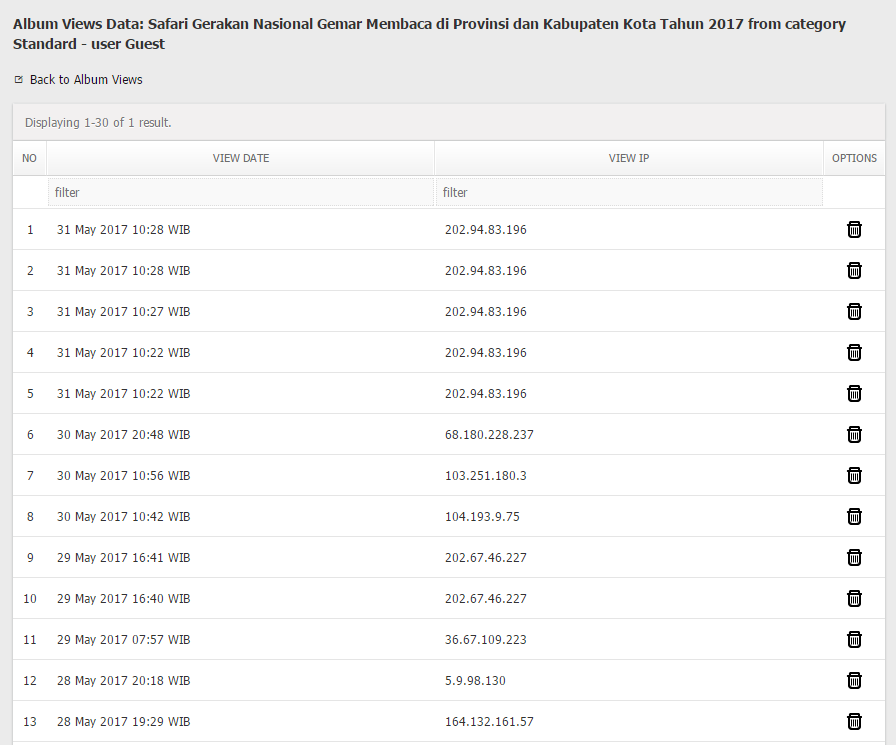 Album Views Data: Safari Gerakan Nasional Gemar Membaca di Provinsi dan Kabupaten Kota Tahun 2017 from category
Standard - user Guest
Back to Album Views
Displaying 1-30 of 1 result.
NO VIEW DATE VIEW IP OPTIONS
filter filter
1 31 May 2017 10:28 WIB 202.94.83.196
2 31 May 2017 10:28 WIB 202.94.83.196
3 31 May 2017 10:27 WIB 202.94.83.196
4 31 May 2017 10:22 WIB 202.94.83.196
5 31 May 2017 10:22 WIB 202.94.83.196
6 30 May 2017 20:48 WIB 68.180.228.237
7 30 May 2017 10:56 WIB 103.251.180.3
8 30 May 2017 10:42 WIB 104.193.9.75
9 29 May 2017 16:41 WIB 202.67.46.227
10 29 May 2017 16:40 WIB 202.67.46.227
11 29 May 2017 07:57 WIB 36.67.109.223
12 28 May 2017 20:18 WIB 5.9.98.130
13 28 May 2017 19:29 WIB 164.132.161.57